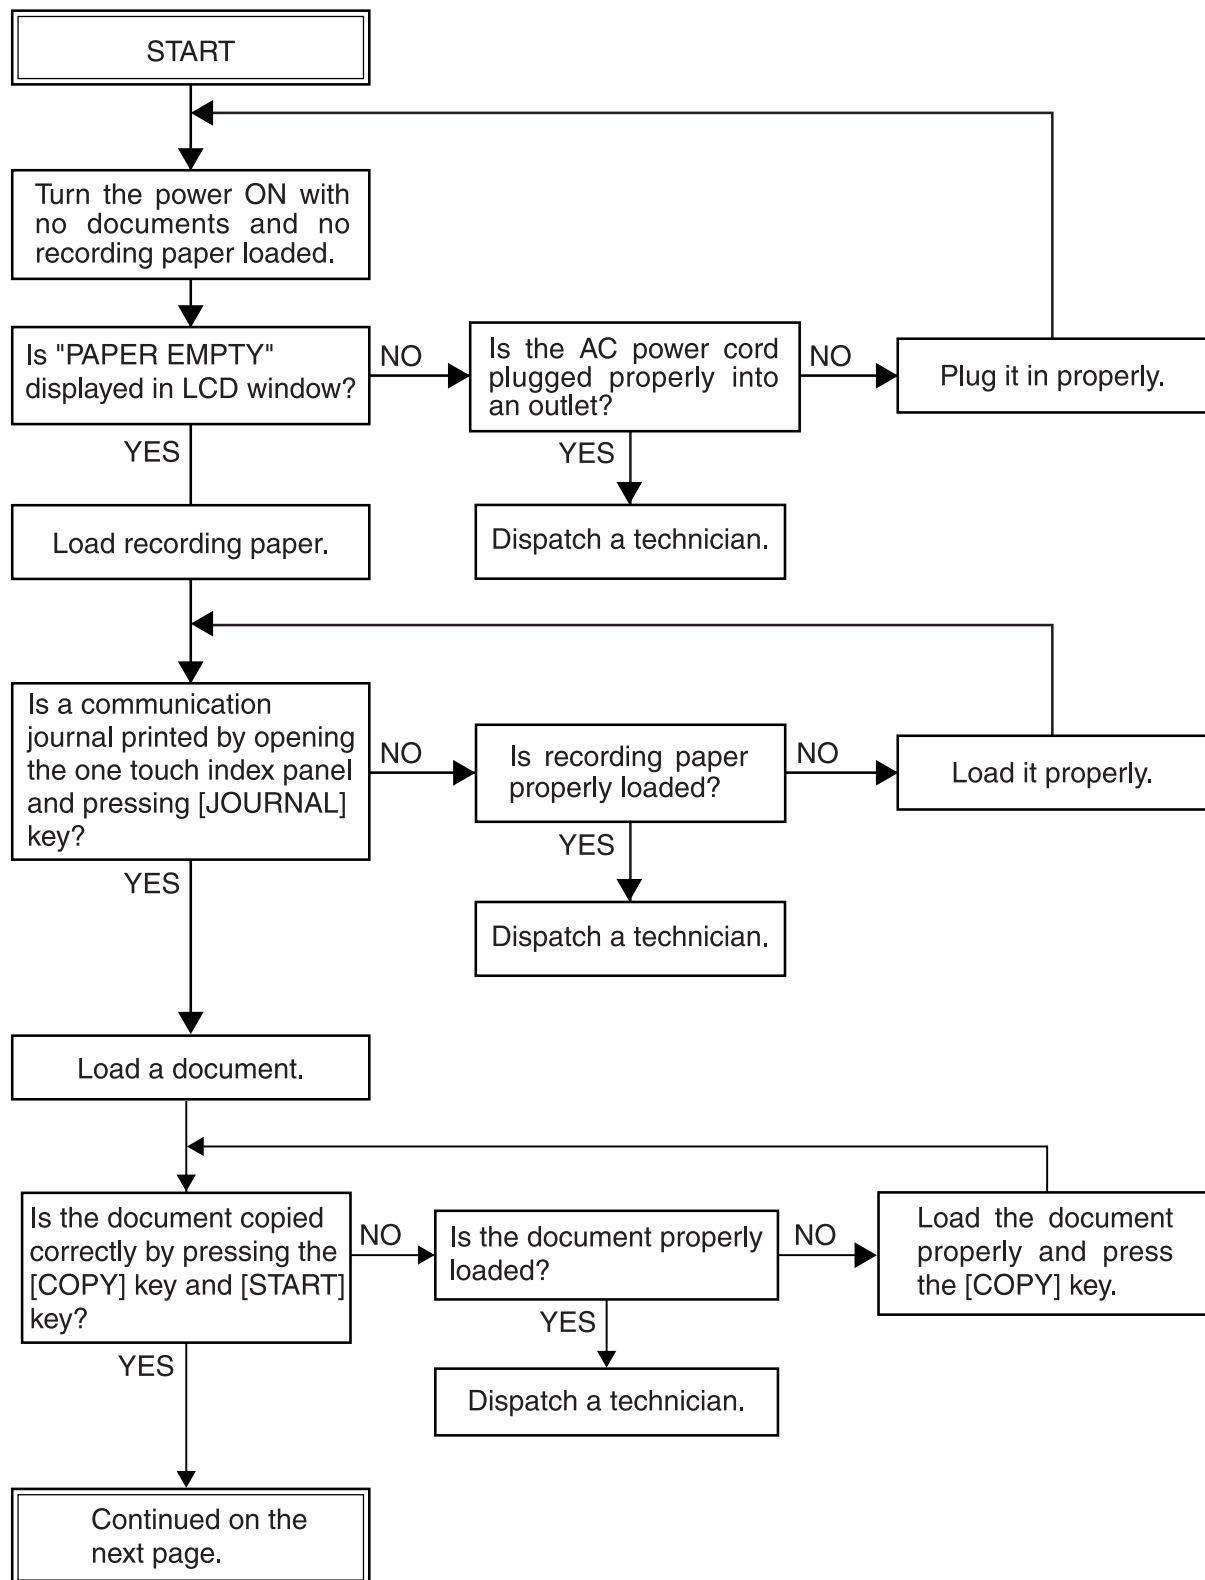 START
Turn the power ON with
no documents and no
recording paper loaded.
Is "PAPER EMPTY"
displayed in LCD window?
NO
Is the AC power cord
plugged properly into
an outlet?
NO
Plug it in properly.
YES
YES
Load recording paper.
Dispatch a technician.
Is a communication
journal printed by opening
the one touch index panel
and pressing [JOURNAL]
key?
NO
Is recording paper
properly loaded?
NO
Load it properly.
YES
YES
Dispatch a technician.
Load a document.
Is the document copied
correctly by pressing the
[COPY] key and [START]
key?
NO
Is the document properly
loaded?
NO
Load the document
properly and press
the [COPY] key.
YES
YES
Dispatch a technician.
Continued on the
next page.